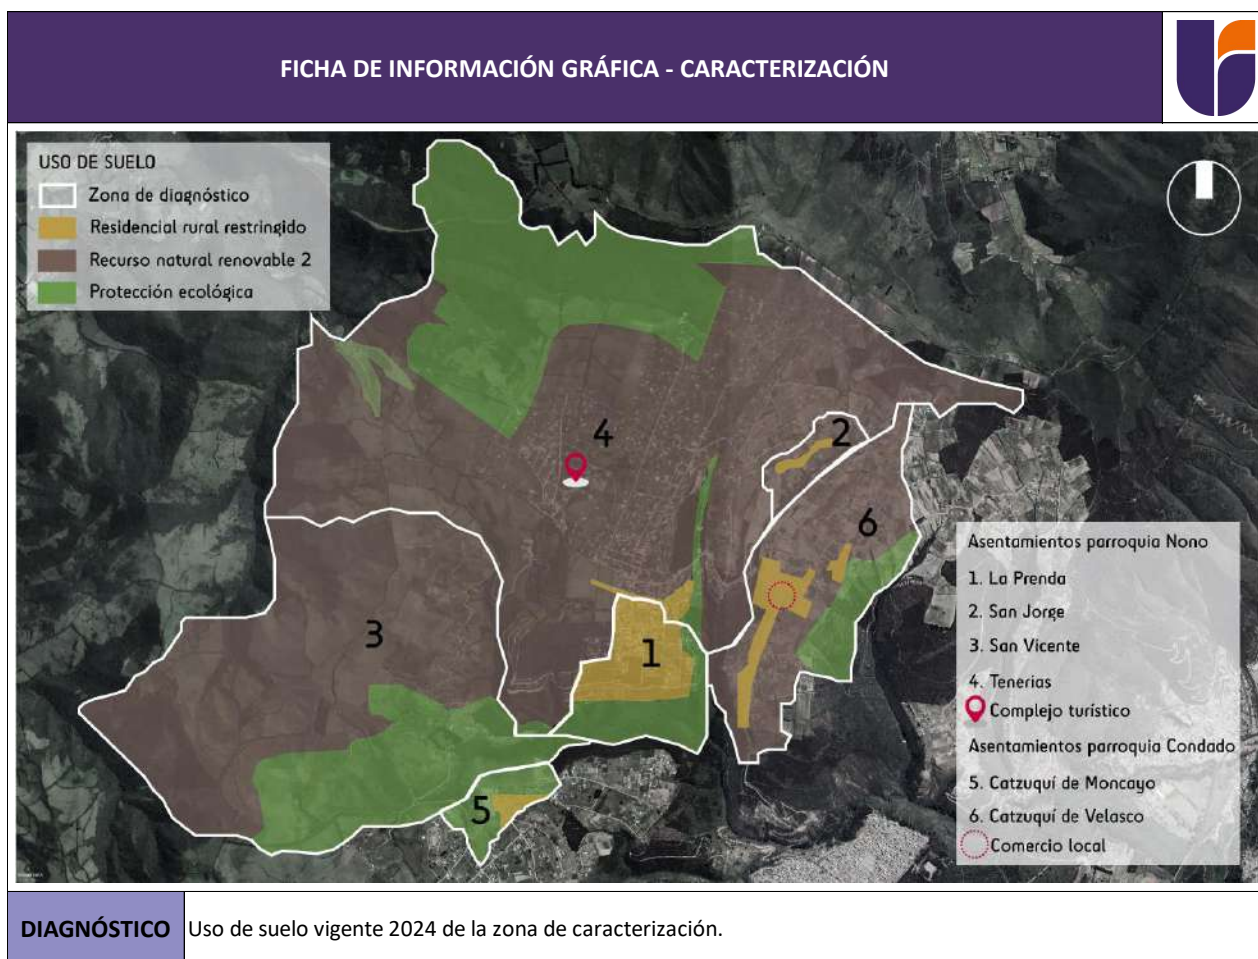 FICHA DE INFORMACIÓN GRÁFICA - CARACTERIZACIÓN
USO DE SUELO
Zona de diagnóstico
Residencial rural restringido
Recurso natural renovable 2
Protección ecológica
4
2
6
3
1
5
Asentamientos parroquia Nono
1. La Prenda
2. San Jorge
3. San Vicente
4. Tenerias
Complejo turístico
Asentamientos parroquia Condado
5. Catzuquí de Moncayo
6. Catzuquí de Velasco
Comercio local
DIAGNÓSTICO
Uso de suelo vigente 2024 de la zona de caracterización.